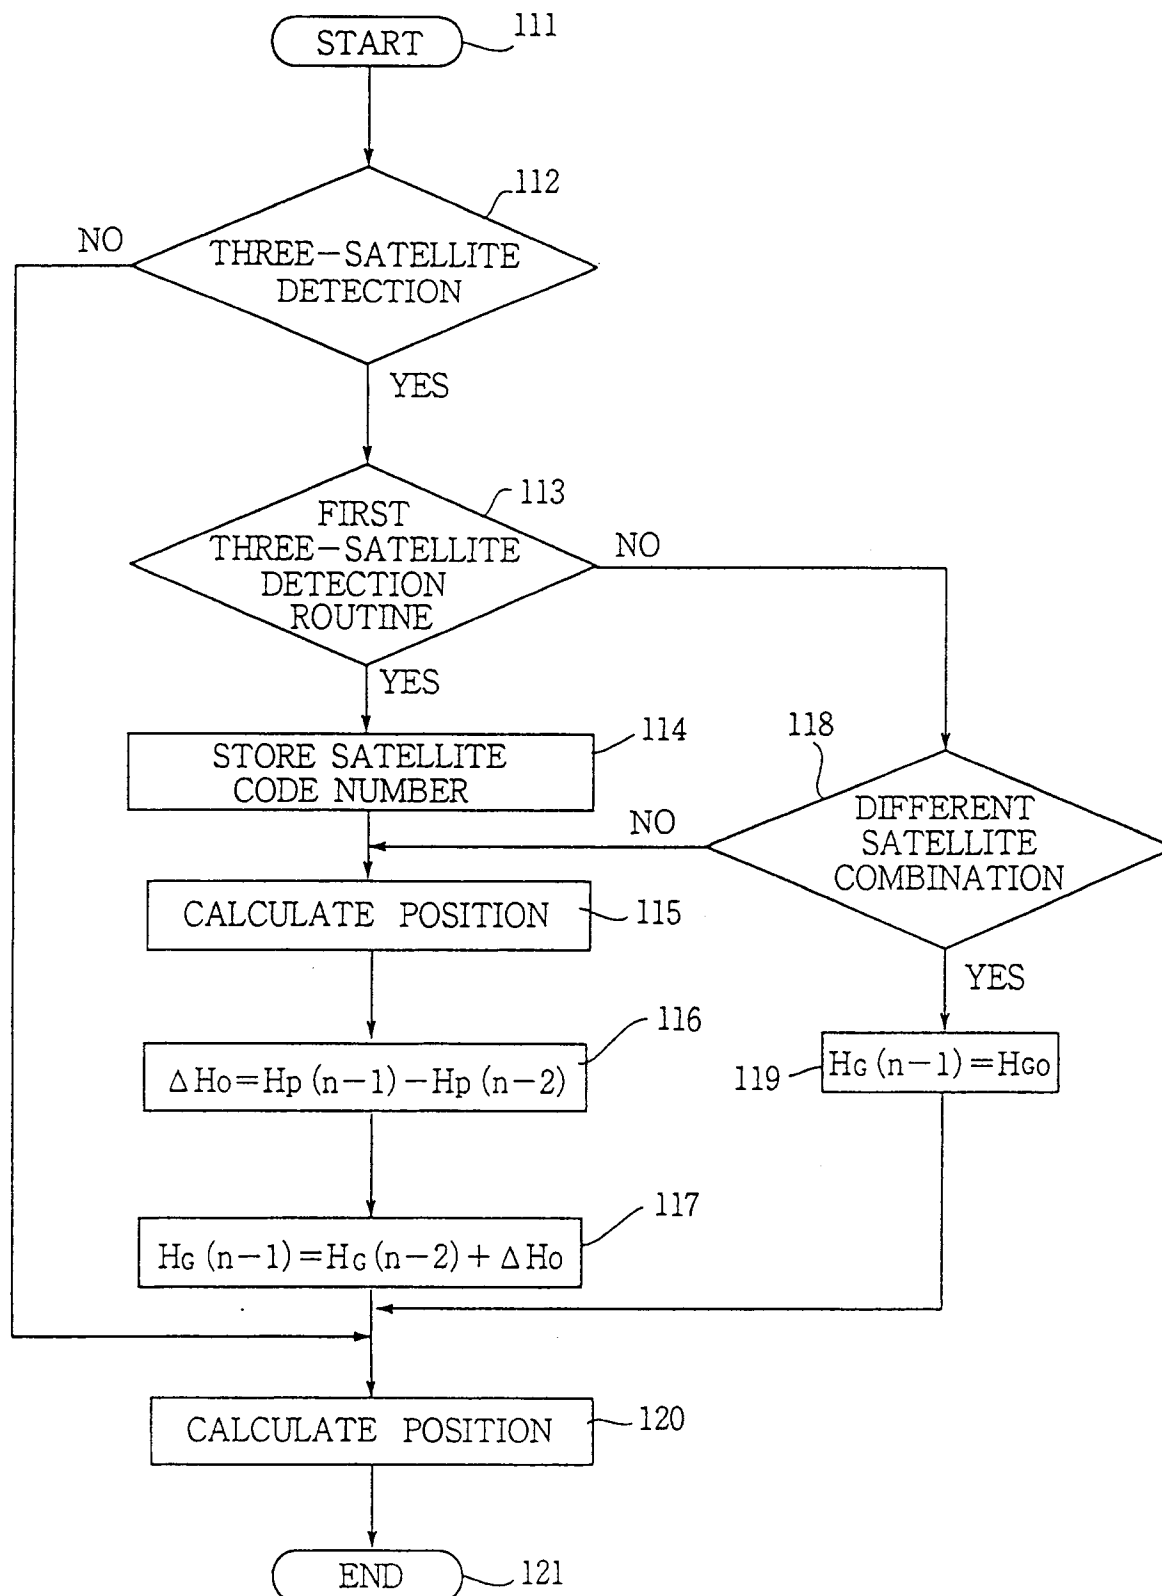 START
111
112
NO
THREE-SATELLITE
DETECTION
YES
113
FIRST
THREE-SATELLITE
DETECTION
ROUTINE
NO
YES
114
STORE SATELLITE
CODE NUMBER
118
DIFFERENT
SATELLITE
COMBINATION
NO
CALCULATE POSITION
115
YES
116
ΔHo=Hp(n-1)-Hp(n-2)
119
HG(n-1)=HGo
117
HG(n-1)=HG(n-2)+ΔHo
CALCULATE POSITION
120
END
121